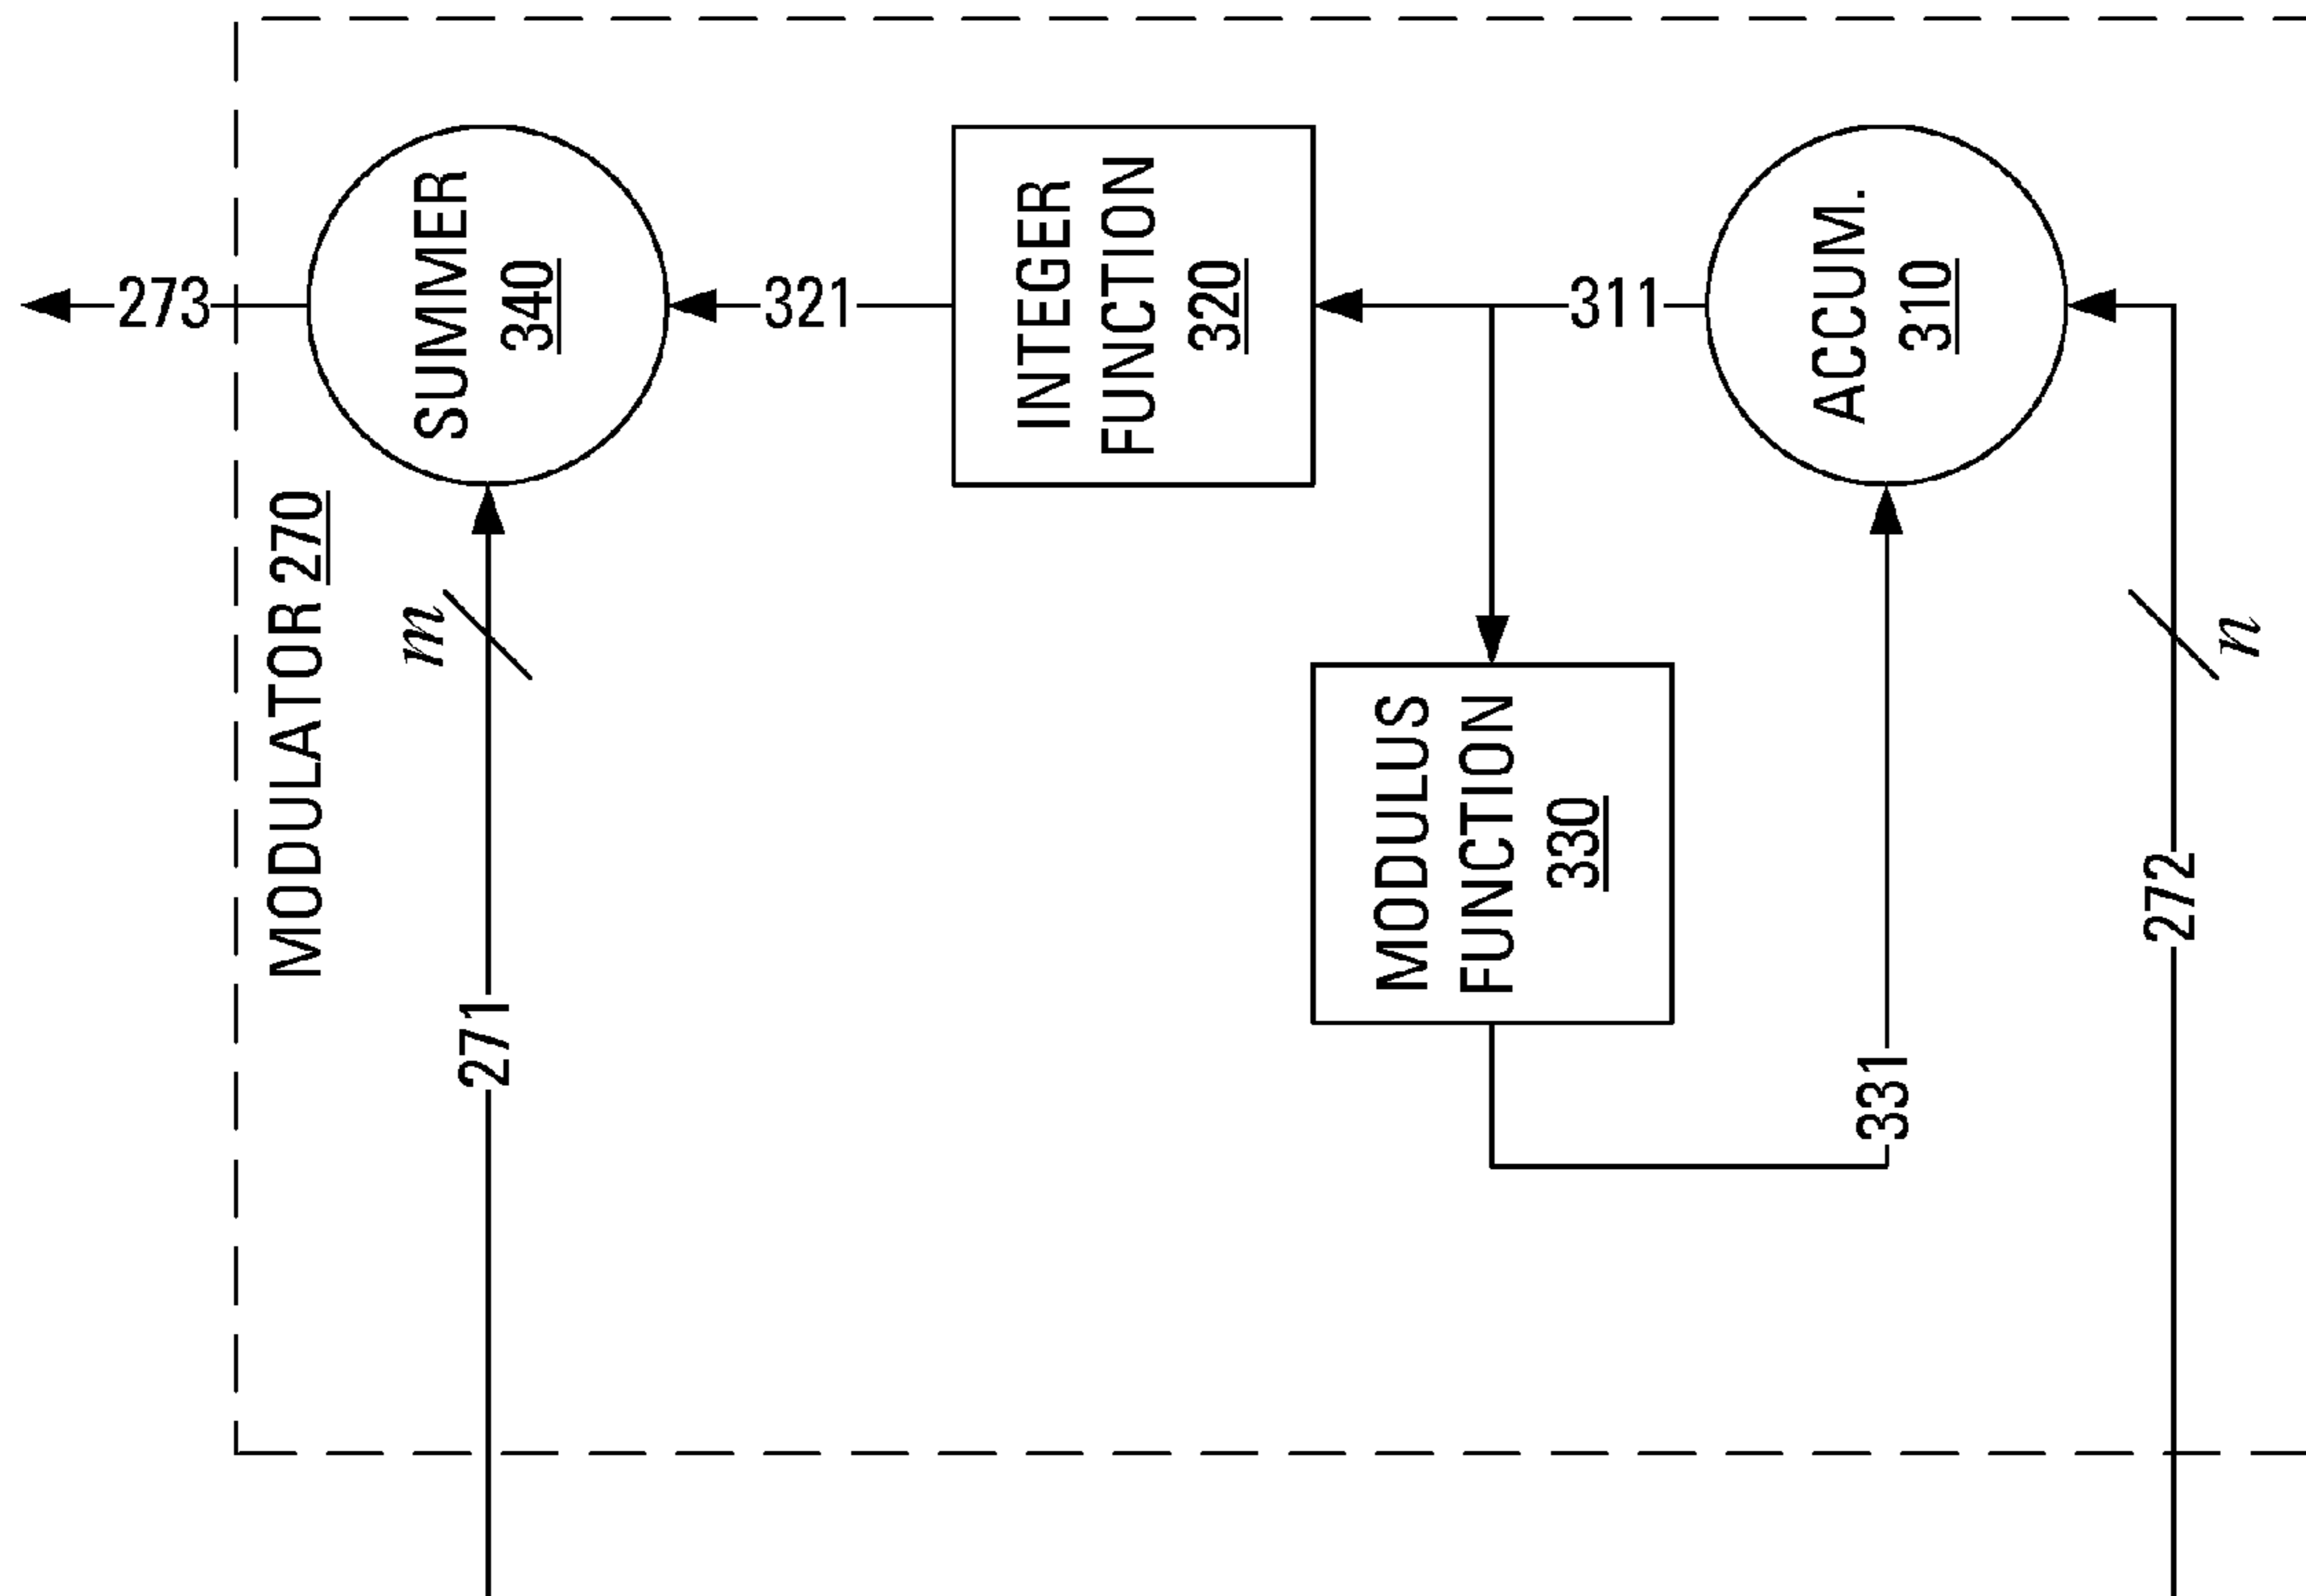 MODULATOR 270
273
SUMMER
340
m
271
321
INTEGER
FUNCTION
320
311
MODULUS
FUNCTION
330
331
ACCUM.
310
n
272